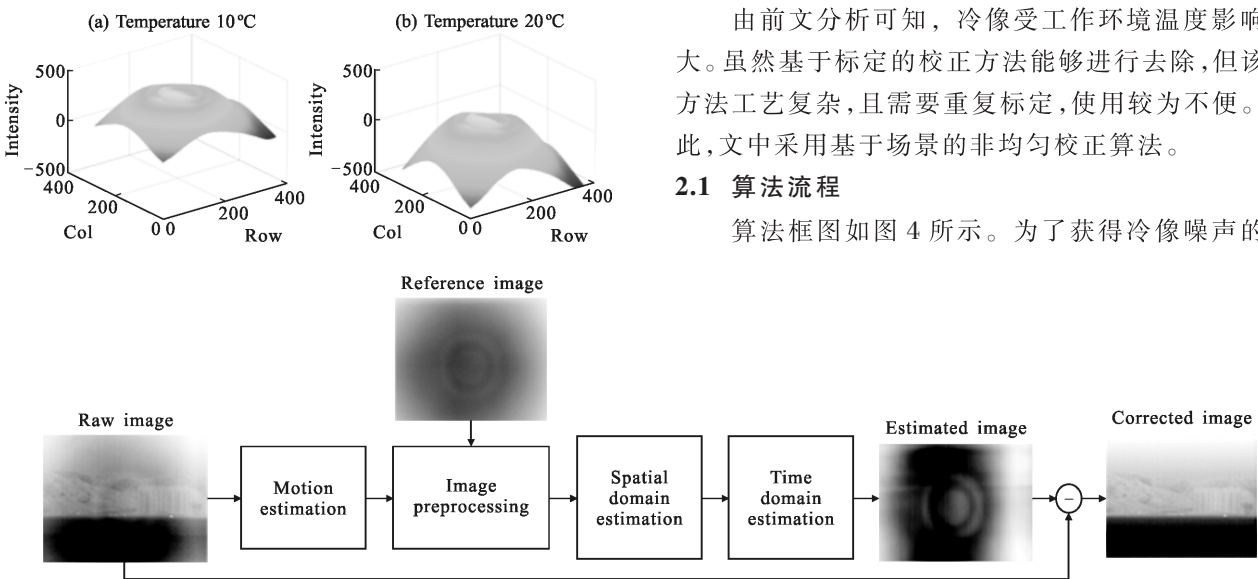 (a) Temperature 10℃
(b) Temperature 20℃
500
0
−500
Intensity
400
200
0
Col
0
200
400
Row
500
0
−500
Intensity
400
200
0
Col
0
200
400
Row
由前文分析可知，冷像受工作环境温度影响
大。虽然基于标定的校正方法能够进行去除，但该
方法工艺复杂，且需要重复标定，使用较为不便。
此，文中采用基于场景的非均匀校正算法。
2.1 算法流程
算法框图如图 4 所示。为了获得冷像噪声的
Reference image
Raw image
Motion
estimation
Image
preprocessing
Spatial
domain
estimation
Time
domain
estimation
Estimated image
−
Corrected image